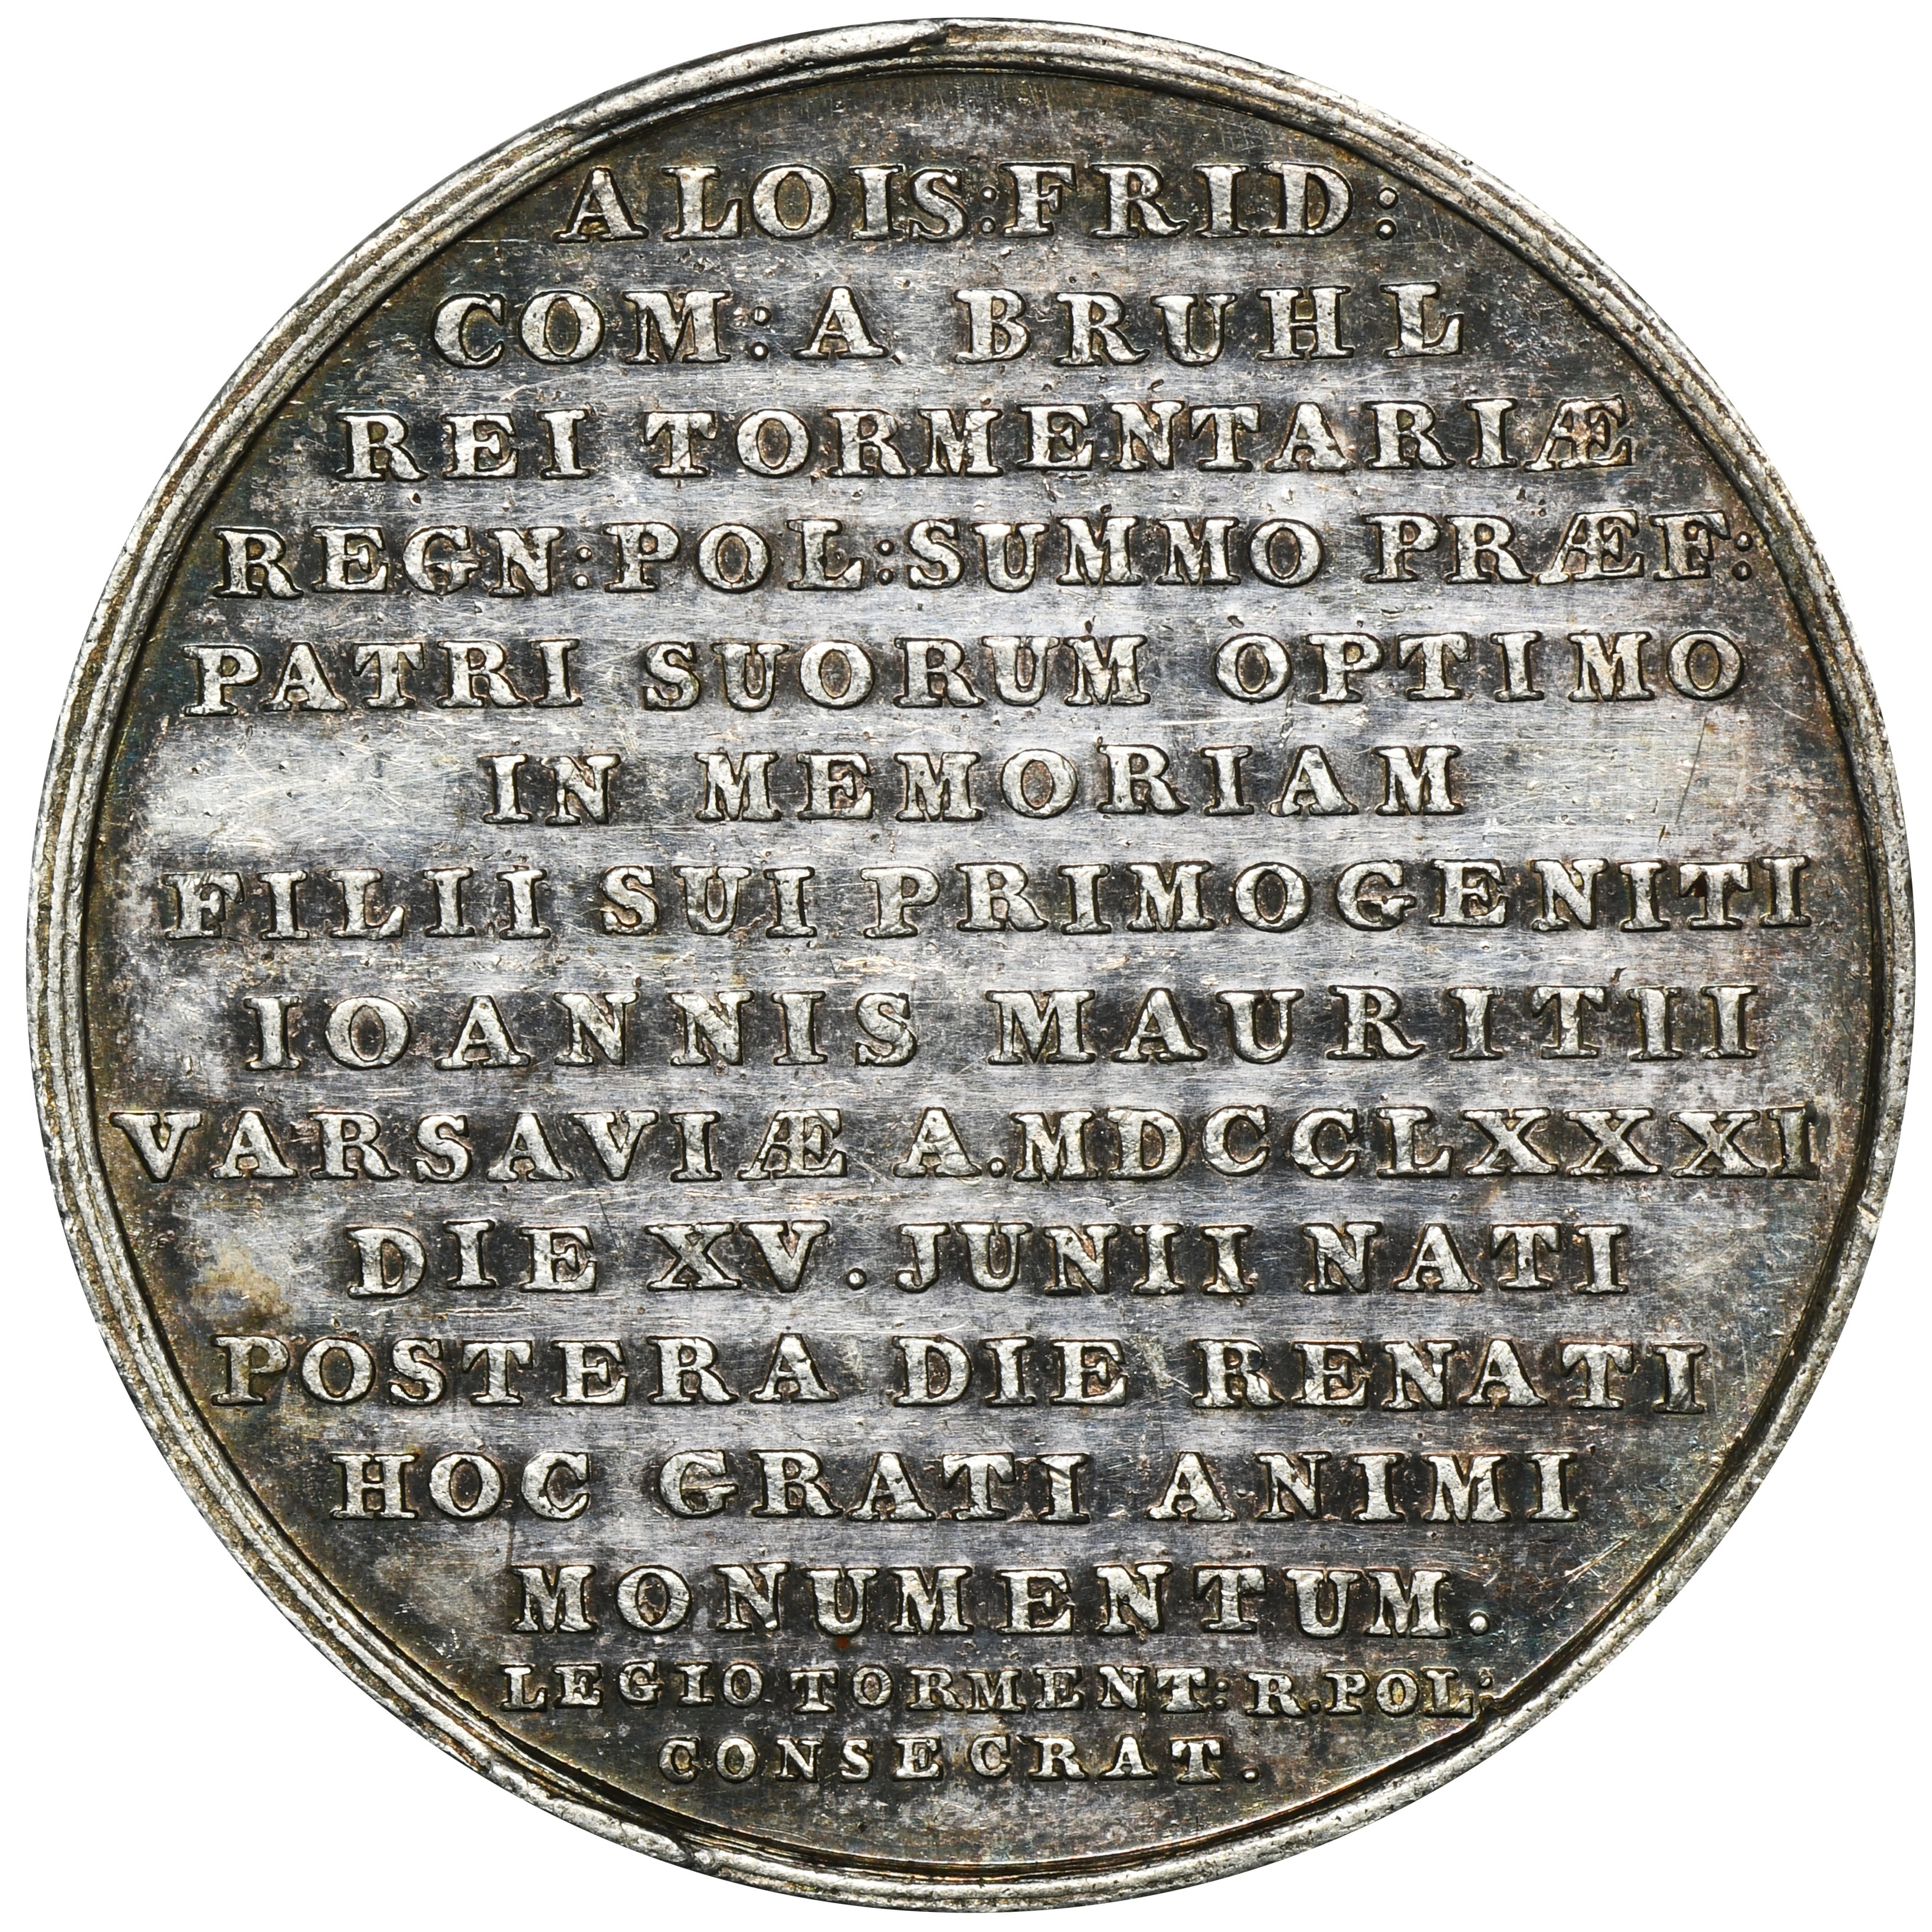 ALOIS:FRID:
COM:A BRUHL
REI TORMENTARIÆ
REGN:POL:SUMMO PRÆF:
PATRI SUORUM OPTIMO
IN MEMORIAM
FILII SUI PRIMOGENITI
IOANNIS MAURITII
VARSAVIÆ A.MDCCLXXXI
DIE XV. JUNII NATI
POSTERA DIE RENATI
HOC GRATI ANIMI
MONUMENTUM.
LEGIO TORMENT: R.POL:
CONSECRAT.